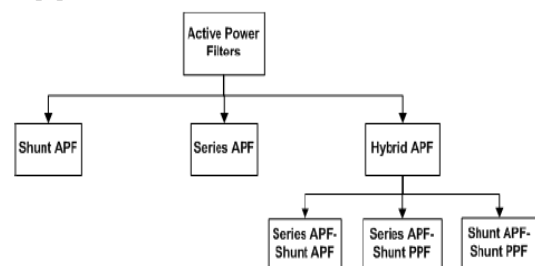 Active Power
Filters
Shunt APF
Series APF
Hybrid APF
Series APF-
Shunt APF
Series APF-
Shunt PPF
Shunt APF-
Shunt PPF